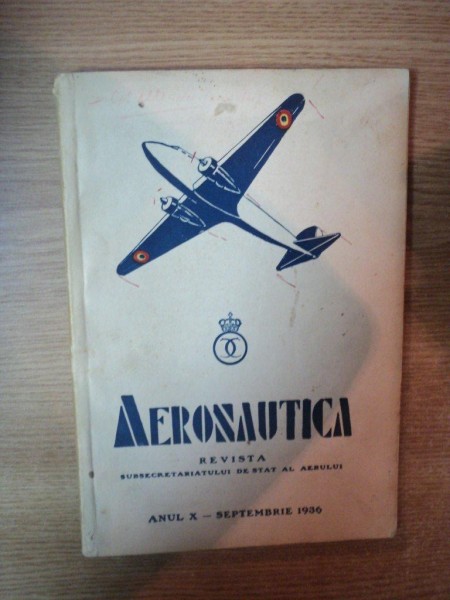 AERONAUTICA
REVISTA
SUBSECRETARIATULUI DE STAT AL AERULUI
ANUL X — SEPTEMBRIE 1936